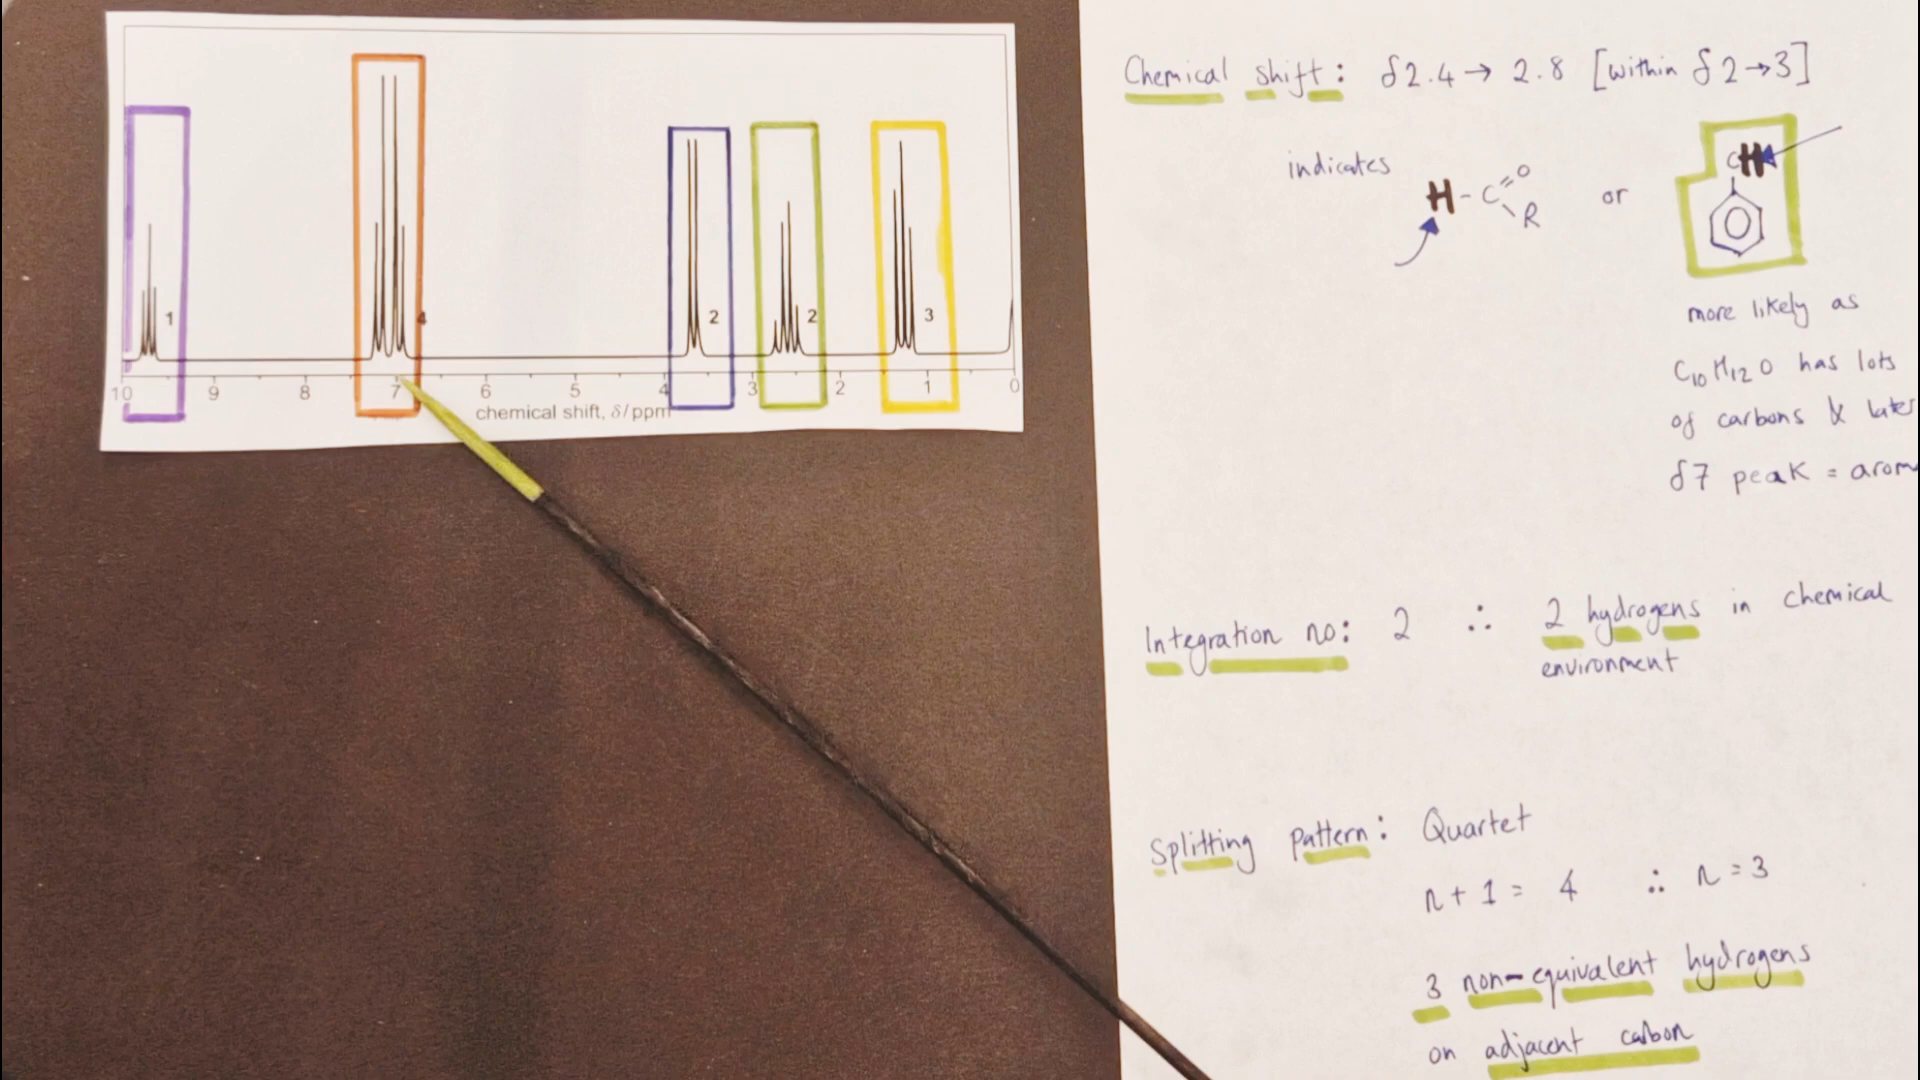 1
4
2
2
3
10 9 8 7 6 5 4 3 2 1 0
chemical shift, δ/ppm
Chemical shift: δ2.4 → 2.8 [within δ2→3]
indicates H-C=O R or CH
more likely as
C10H12O has lots
of carbons & later
δ7 peak = arom
Integration no: 2 ∴ 2 hydrogens in chemical
environment
Splitting pattern: Quartet
n+1 = 4 ∴ n=3
3 non-equivalent hydrogens
on adjacent carbon